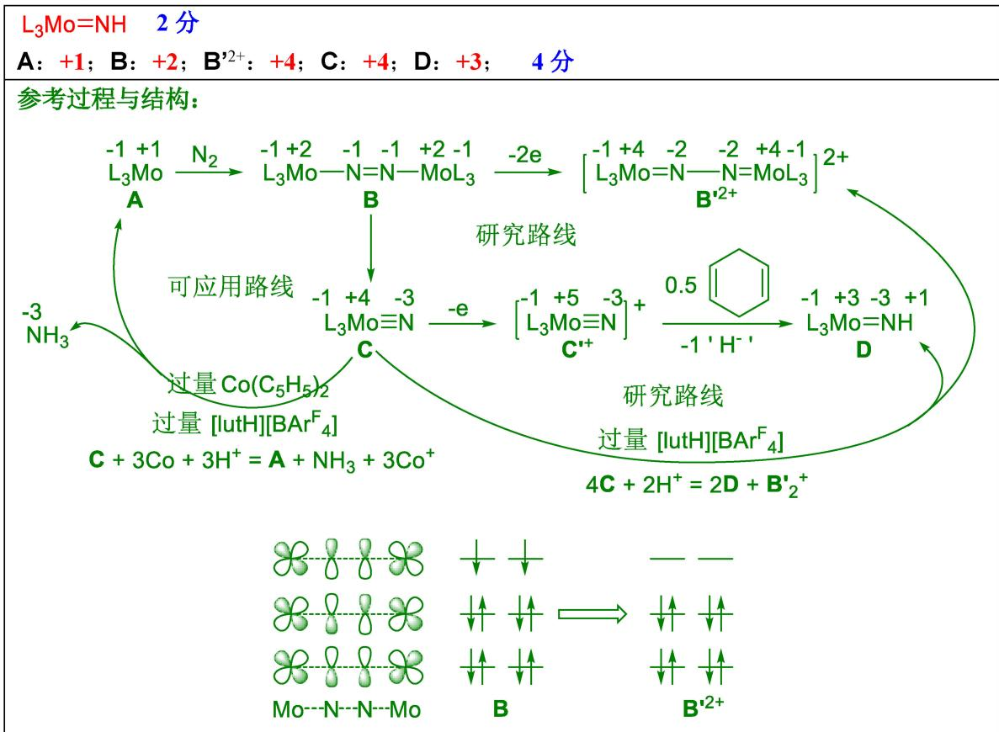 L₃Mo=NH 2 分
A：+1；B：+2；B’²⁺：+4；C：+4；D：+3； 4 分
参考过程与结构：
-1 +1 N₂ -1 +2 -1 -1 +2 -1 -2e -1 +4 -2 -2 +4 -1
L₃Mo L₃Mo—N=N—MoL₃ [L₃Mo=N—N=MoL₃]²⁺
A B B'²⁺
研究路线
可应用路线
-1 +4 -3 -e -1 +5 -3 0.5 -1 +3 -3 +1
L₃Mo≡N [L₃Mo≡N]⁺ L₃Mo=NH
C C'⁺ -1 ' H⁻ ' D
-3
NH₃
过量 Co(C₅H₅)₂
过量 [lutH][BArF₄]
C + 3Co + 3H⁺ = A + NH₃ + 3Co⁺
研究路线
过量 [lutH][BArF₄]
4C + 2H⁺ = 2D + B'₂⁺
Mo---N---N---Mo B B'²⁺